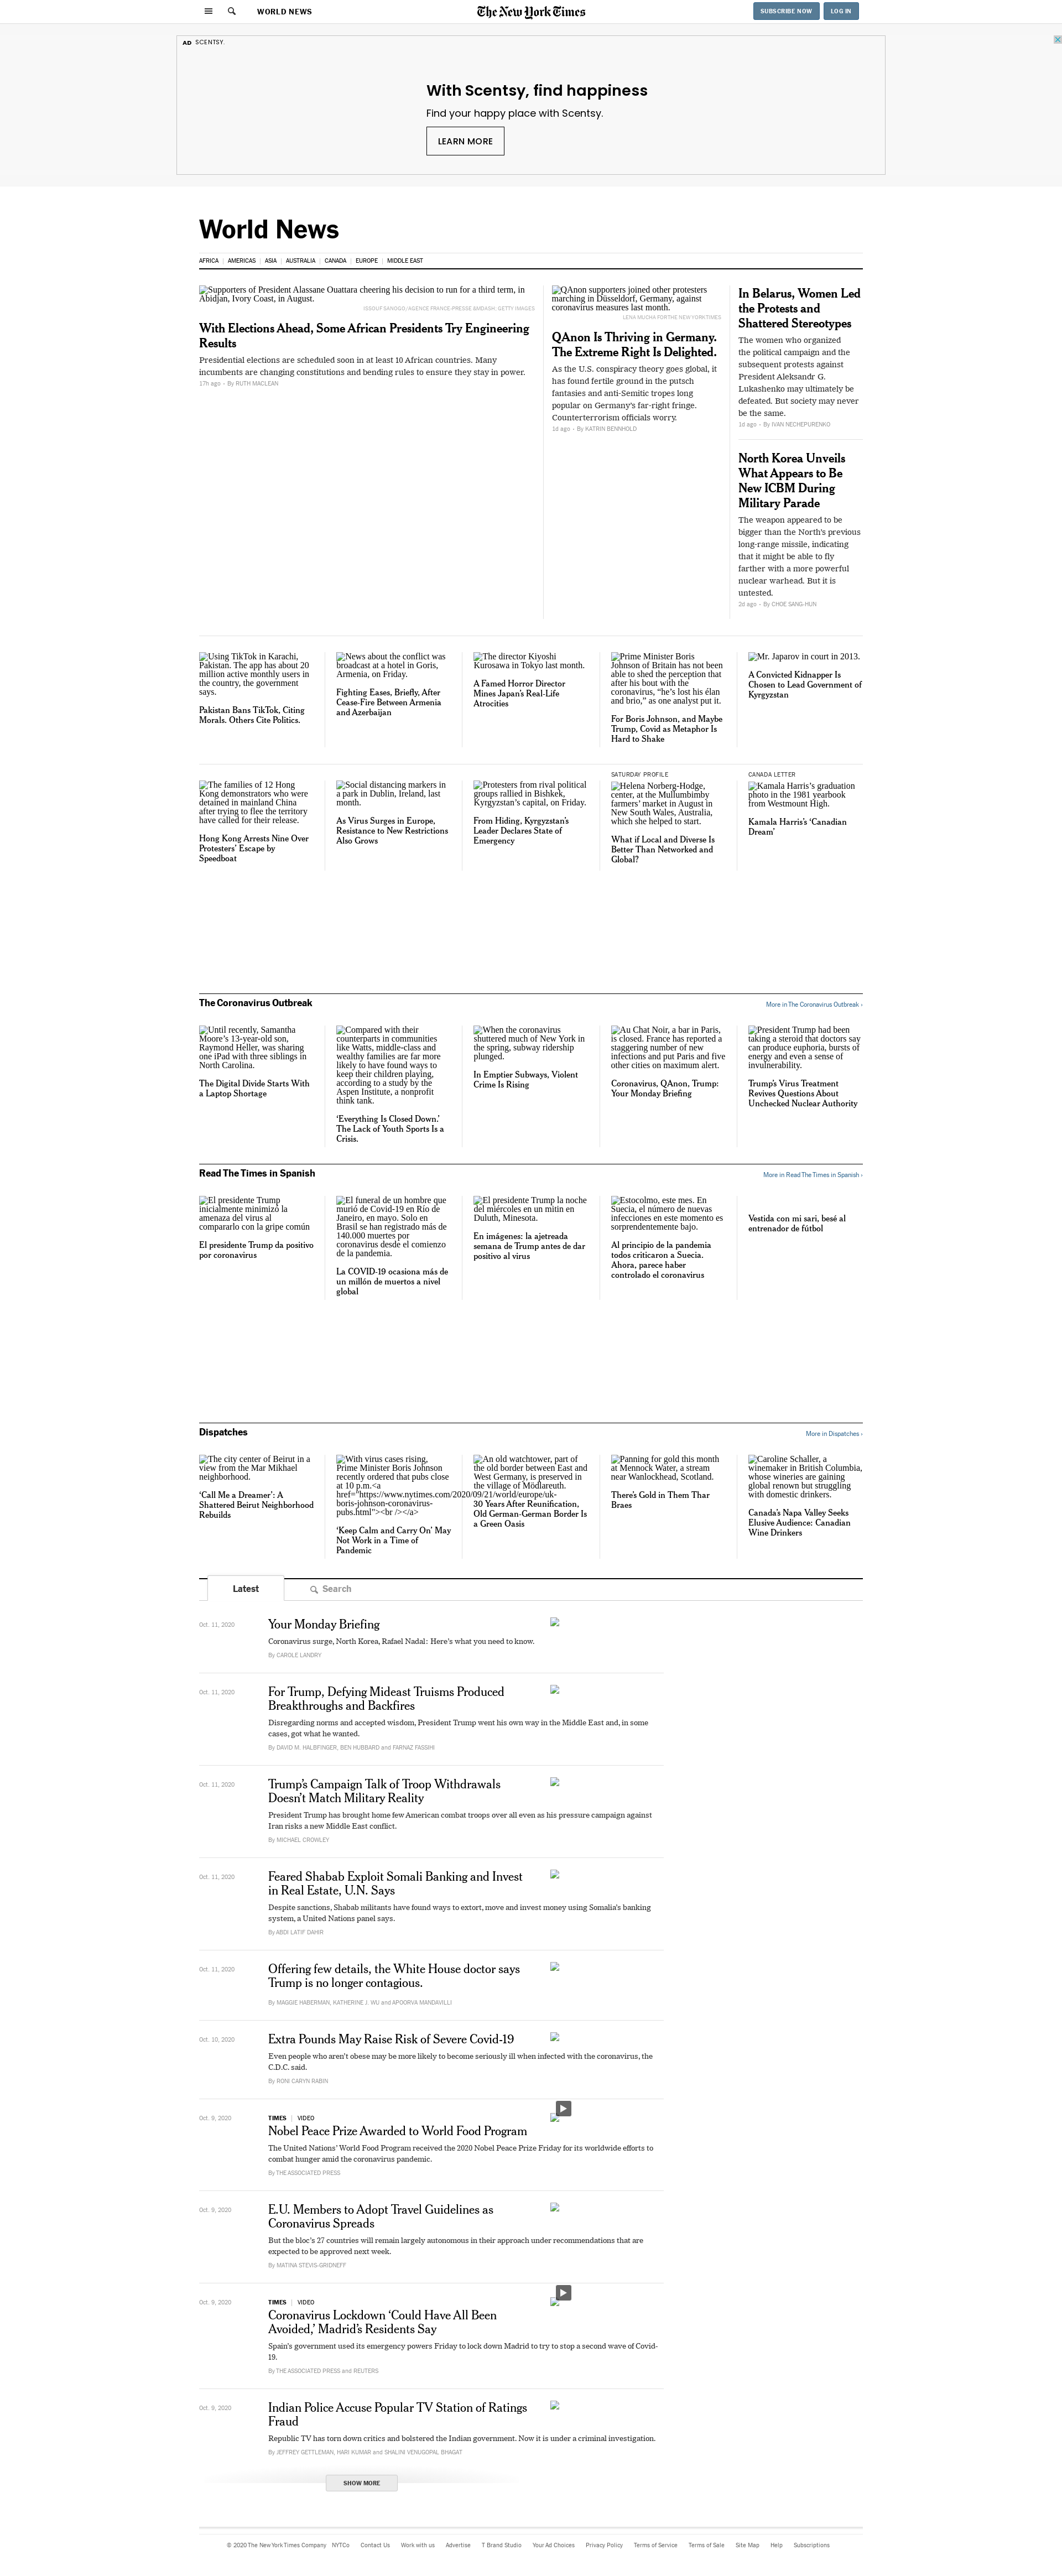 WORLD NEWS
The New York Times
SUBSCRIBE NOW
LOG IN
AD SCENTSY.
With Scentsy, find happiness
Find your happy place with Scentsy.
LEARN MORE
World News
AFRICA
AMERICAS
ASIA
AUSTRALIA
CANADA
EUROPE
MIDDLE EAST
Supporters of President Alassane Ouattara cheering his decision to run for a third term, in
Abidjan, Ivory Coast, in August.
ISSOUF SANOGO/AGENCE FRANCE-PRESSE &MDASH; GETTY IMAGES
With Elections Ahead, Some African Presidents Try Engineering
Results
Presidential elections are scheduled soon in at least 10 African countries. Many
incumbents are changing constitutions and bending rules to ensure they stay in power.
17h ago - By RUTH MACLEAN
QAnon supporters joined other protesters
marching in Düsseldorf, Germany, against
coronavirus measures last month.
LENA MUCHA FOR THE NEW YORK TIMES
QAnon Is Thriving in Germany.
The Extreme Right Is Delighted.
As the U.S. conspiracy theory goes global, it
has found fertile ground in the putsch
fantasies and anti-Semitic tropes long
popular on Germany's far-right fringe.
Counterterrorism officials worry.
1d ago - By KATRIN BENNHOLD
In Belarus, Women Led
the Protests and
Shattered Stereotypes
The women who organized
the political campaign and the
subsequent protests against
President Aleksandr G.
Lukashenko may ultimately be
defeated. But society may never
be the same.
1d ago - By IVAN NECHEPURENKO
North Korea Unveils
What Appears to Be
New ICBM During
Military Parade
The weapon appeared to be
bigger than the North's previous
long-range missile, indicating
that it might be able to fly
farther with a more powerful
nuclear warhead. But it is
untested.
2d ago - By CHOE SANG-HUN
Using TikTok in Karachi,
Pakistan. The app has about 20
million active monthly users in
the country, the government
says.
Pakistan Bans TikTok, Citing
Morals. Others Cite Politics.
News about the conflict was
broadcast at a hotel in Goris,
Armenia, on Friday.
Fighting Eases, Briefly, After
Cease-Fire Between Armenia
and Azerbaijan
The director Kiyoshi
Kurosawa in Tokyo last month.
A Famed Horror Director
Mines Japan's Real-Life
Atrocities
Prime Minister Boris
Johnson of Britain has not been
able to shed the perception that
after his bout with the
coronavirus, “he’s lost his élan
and brio,” as one analyst put it.
For Boris Johnson, and Maybe
Trump, Covid as Metaphor Is
Hard to Shake
Mr. Japarov in court in 2013.
A Convicted Kidnapper Is
Chosen to Lead Government of
Kyrgyzstan
The families of 12 Hong
Kong demonstrators who were
detained in mainland China
after trying to flee the territory
have called for their release.
Hong Kong Arrests Nine Over
Protesters’ Escape by
Speedboat
Social distancing markers in
a park in Dublin, Ireland, last
month.
As Virus Surges in Europe,
Resistance to New Restrictions
Also Grows
Protesters from rival political
groups rallied in Bishkek,
Kyrgyzstan’s capital, on Friday.
From Hiding, Kyrgyzstan’s
Leader Declares State of
Emergency
SATURDAY PROFILE
Helena Norberg-Hodge,
center, at the Mullumbimby
farmers’ market in August in
New South Wales, Australia,
which she helped to start.
What if Local and Diverse Is
Better Than Networked and
Global?
CANADA LETTER
Kamala Harris’s graduation
photo in the 1981 yearbook
from Westmount High.
Kamala Harris’s ‘Canadian
Dream’
The Coronavirus Outbreak
More in The Coronavirus Outbreak ›
Until recently, Samantha
Moore’s 13-year-old son,
Raymond Heller, was sharing
one iPad with three siblings in
North Carolina.
The Digital Divide Starts With
a Laptop Shortage
Compared with their
counterparts in communities
like Watts, middle-class and
wealthy families are far more
likely to have found ways to
keep their children playing,
according to a study by the
Aspen Institute, a nonprofit
think tank.
‘Everything Is Closed Down.’
The Lack of Youth Sports Is a
Crisis.
When the coronavirus
shuttered much of New York in
the spring, subway ridership
plunged.
In Emptier Subways, Violent
Crime Is Rising
Au Chat Noir, a bar in Paris,
is closed. France has reported a
staggering number of new
infections and put Paris and five
other cities on maximum alert.
Coronavirus, QAnon, Trump:
Your Monday Briefing
President Trump had been
taking a steroid that doctors say
can produce euphoria, bursts of
energy and even a sense of
invulnerability.
Trump’s Virus Treatment
Revives Questions About
Unchecked Nuclear Authority
Read The Times in Spanish
More in Read The Times in Spanish ›
El presidente Trump
inicialmente minimizó la
amenaza del virus al
compararlo con la gripe común
El presidente Trump da positivo
por coronavirus
El funeral de un hombre que
murió de Covid-19 en Río de
Janeiro, en mayo. Solo en
Brasil se han registrado más de
140.000 muertes por
coronavirus desde el comienzo
de la pandemia.
La COVID-19 ocasiona más de
un millón de muertos a nivel
global
El presidente Trump la noche
del miércoles en un mitin en
Duluth, Minesota.
En imágenes: la ajetreada
semana de Trump antes de dar
positivo al virus
Estocolmo, este mes. En
Suecia, el número de nuevas
infecciones en este momento es
sorprendentemente bajo.
Al principio de la pandemia
todos criticaron a Suecia.
Ahora, parece haber
controlado el coronavirus
Vestida con mi sari, besé al
entrenador de fútbol
Dispatches
More in Dispatches ›
The city center of Beirut in a
view from the Mar Mikhael
neighborhood.
‘Call Me a Dreamer’: A
Shattered Beirut Neighborhood
Rebuilds
With virus cases rising,
Prime Minister Boris Johnson
recently ordered that pubs close
at 10 p.m.<a
href="https://www.nytimes.com/2020/09/21/world/europe/uk-
boris-johnson-coronavirus-
pubs.html"><br /></a>
‘Keep Calm and Carry On’ May
Not Work in a Time of
Pandemic
An old watchtower, part of
the old border between East and
West Germany, is preserved in
the village of Mödlareuth.
30 Years After Reunification,
Old German-German Border Is
a Green Oasis
Panning for gold this month
at Mennock Water, a stream
near Wanlockhead, Scotland.
There’s Gold in Them Thar
Braes
Caroline Schaller, a
winemaker in British Columbia,
whose wineries are gaining
global renown but struggling
with domestic drinkers.
Canada’s Napa Valley Seeks
Elusive Audience: Canadian
Wine Drinkers
Latest
Search
Oct. 11, 2020
Your Monday Briefing
Coronavirus surge, North Korea, Rafael Nadal: Here’s what you need to know.
By CAROLE LANDRY
Oct. 11, 2020
For Trump, Defying Mideast Truisms Produced
Breakthroughs and Backfires
Disregarding norms and accepted wisdom, President Trump went his own way in the Middle East and, in some
cases, got what he wanted.
By DAVID M. HALBFINGER, BEN HUBBARD and FARNAZ FASSIHI
Oct. 11, 2020
Trump’s Campaign Talk of Troop Withdrawals
Doesn’t Match Military Reality
President Trump has brought home few American combat troops over all even as his pressure campaign against
Iran risks a new Middle East conflict.
By MICHAEL CROWLEY
Oct. 11, 2020
Feared Shabab Exploit Somali Banking and Invest
in Real Estate, U.N. Says
Despite sanctions, Shabab militants have found ways to extort, move and invest money using Somalia’s banking
system, a United Nations panel says.
By ABDI LATIF DAHIR
Oct. 11, 2020
Offering few details, the White House doctor says
Trump is no longer contagious.
By MAGGIE HABERMAN, KATHERINE J. WU and APOORVA MANDAVILLI
Oct. 10, 2020
Extra Pounds May Raise Risk of Severe Covid-19
Even people who aren’t obese may be more likely to become seriously ill when infected with the coronavirus, the
C.D.C. said.
By RONI CARYN RABIN
Oct. 9, 2020
TIMES | VIDEO
Nobel Peace Prize Awarded to World Food Program
The United Nations’ World Food Program received the 2020 Nobel Peace Prize Friday for its worldwide efforts to
combat hunger amid the coronavirus pandemic.
By THE ASSOCIATED PRESS
Oct. 9, 2020
E.U. Members to Adopt Travel Guidelines as
Coronavirus Spreads
But the bloc’s 27 countries will remain largely autonomous in their approach under recommendations that are
expected to be approved next week.
By MATINA STEVIS-GRIDNEFF
Oct. 9, 2020
TIMES | VIDEO
Coronavirus Lockdown ‘Could Have All Been
Avoided,’ Madrid’s Residents Say
Spain’s government used its emergency powers Friday to lock down Madrid to try to stop a second wave of Covid-
19.
By THE ASSOCIATED PRESS and REUTERS
Oct. 9, 2020
Indian Police Accuse Popular TV Station of Ratings
Fraud
Republic TV has torn down critics and bolstered the Indian government. Now it is under a criminal investigation.
By JEFFREY GETTLEMAN, HARI KUMAR and SHALINI VENUGOPAL BHAGAT
SHOW MORE
© 2020 The New York Times Company
NYTCo
Contact Us
Work with us
Advertise
T Brand Studio
Your Ad Choices
Privacy Policy
Terms of Service
Terms of Sale
Site Map
Help
Subscriptions